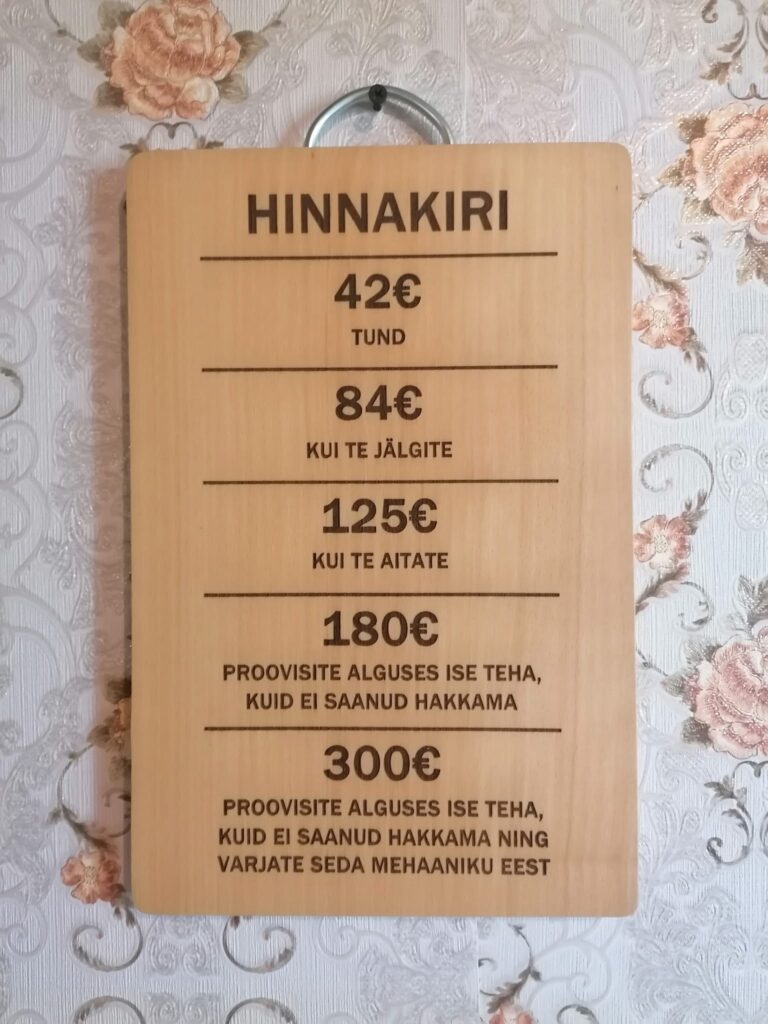 HINNAKIRI
42€
TUND
84€
KUI TE JÄLGITE
125€
KUI TE AITATE
180€
PROOVISITE ALGUSES ISE TEHA,
KUID EI SAANUD HAKKAMA
300€
PROOVISITE ALGUSES ISE TEHA,
KUID EI SAANUD HAKKAMA NING
VARJATE SEDA MEHAANIKU EEST